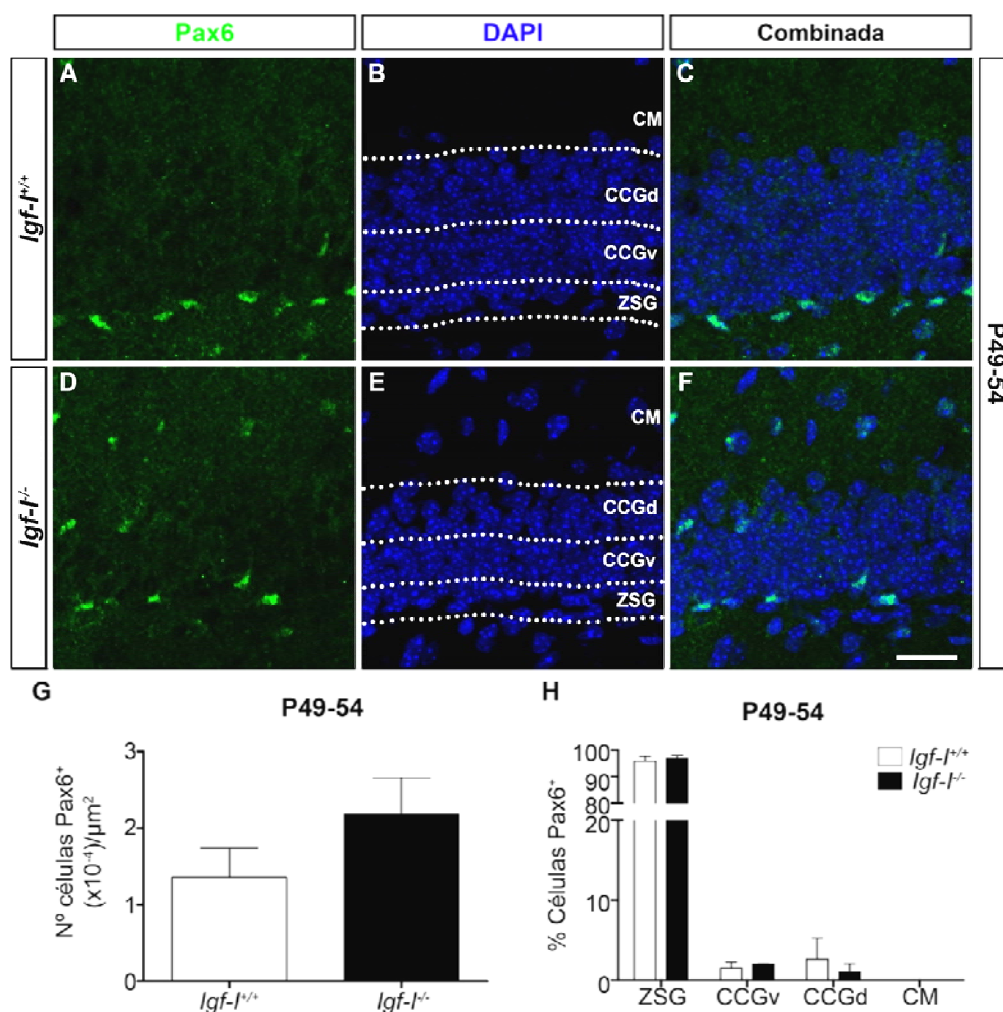 Pax6
DAPI
Combinada
Igf-I+/+
A
B
CM
CCGd
CCGv
ZSG
C
P49-54
Igf-I-/-
D
E
CM
CCGd
CCGv
ZSG
F
G
P49-54
Nº células Pax6+
(x10-4)/µm2
3
2
1
0
Igf-I+/+
Igf-I-/-
H
P49-54
% Células Pax6+
100
90
80
20
10
0
ZSG
CCGv
CCGd
CM
Igf-I+/+
Igf-I-/-